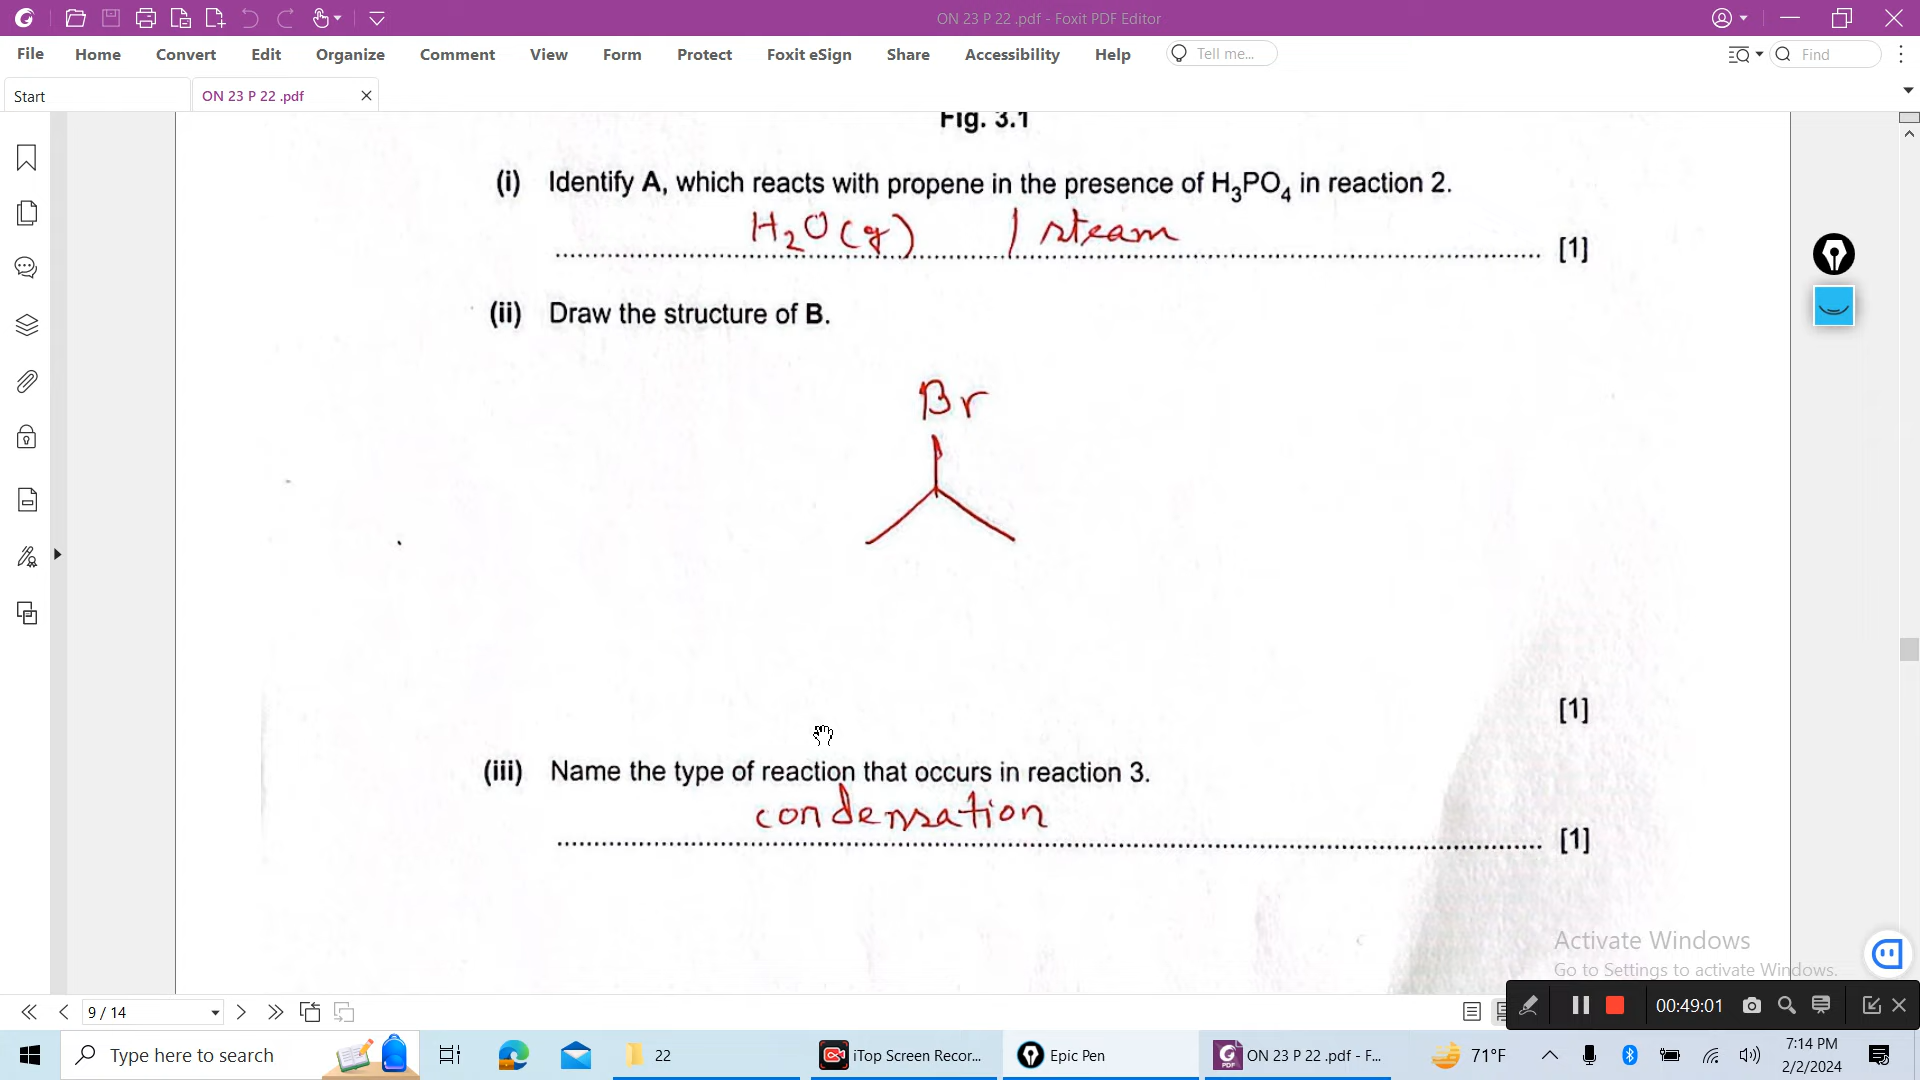 ON 23 P 22 .pdf - Foxit PDF Editor
File Home Convert Edit Organize Comment View Form Protect Foxit eSign Share Accessibility Help Tell me... Find
Start ON 23 P 22 .pdf
Fig. 3.1
(i) Identify A, which reacts with propene in the presence of H₃PO₄ in reaction 2.
H₂O(g) / steam
[1]
(ii) Draw the structure of B.
Br
[1]
(iii) Name the type of reaction that occurs in reaction 3.
condensation
[1]
Activate Windows
Go to Settings to activate Windows.
9 / 14
00:49:01
Type here to search 22 iTop Screen Recor... Epic Pen ON 23 P 22 .pdf - F... 71°F
7:14 PM
2/2/2024